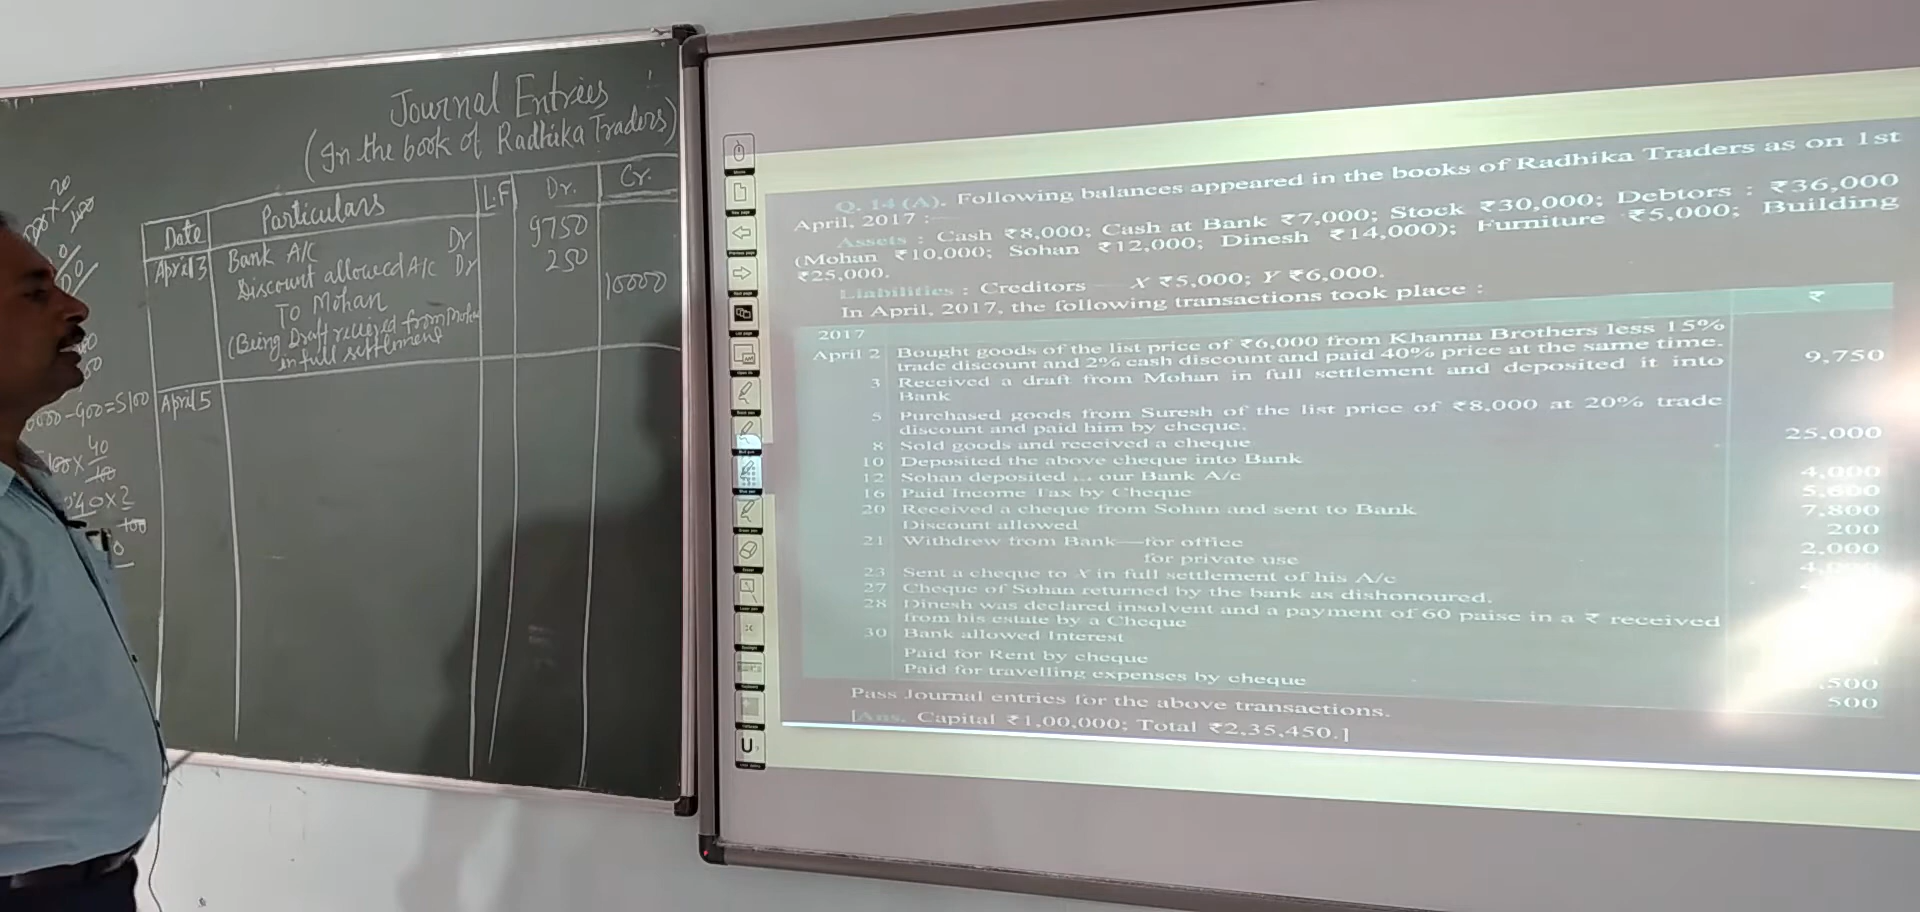 Journal Entries
(In the book of Radhika Traders)
Date Particulars L.F Dr. Cr.
April 3 Bank A/C Dr 9750
Discount allowed A/C Dr 250
To Mohan 10000
(Being Draft recieved from Mohan
in full settlement
April 5
5100
40
40 x 2
100
Q. 14 (A). Following balances appeared in the books of Radhika Traders as on 1st
April, 2017 :—
Assets : Cash ₹8,000; Cash at Bank ₹7,000; Stock ₹30,000; Debtors : ₹36,000
(Mohan ₹10,000; Sohan ₹12,000; Dinesh ₹14,000); Furniture ₹5,000; Building
₹25,000.
Liabilities : Creditors X ₹5,000; Y ₹6,000.
In April, 2017, the following transactions took place :
2017 ₹
April 2 Bought goods of the list price of ₹6,000 from Khanna Brothers less 15%
trade discount and 2% cash discount and paid 40% price at the same time.
3 Received a draft from Mohan in full settlement and deposited it into 9,750
Bank
5 Purchased goods from Suresh of the list price of ₹8,000 at 20% trade
discount and paid him by cheque.
8 Sold goods and received a cheque 25,000
10 Deposited the above cheque into Bank
12 Sohan deposited our Bank A/c 4,000
16 Paid Income Tax by Cheque
20 Received a cheque from Sohan and sent to Bank 7,800
Discount allowed 200
21 Withdrew from Bank—for office 2,000
for private use
23 Sent a cheque to X in full settlement of his A/c
27 Cheque of Sohan returned by the bank as dishonoured.
28 Dinesh was declared insolvent and a payment of 60 paise in a ₹ received
from his estate by a Cheque
30 Bank allowed Interest
Paid for Rent by cheque 500
Paid for travelling expenses by cheque 500
Pass Journal entries for the above transactions.
[Ans. Capital ₹1,00,000; Total ₹2,35,450.]